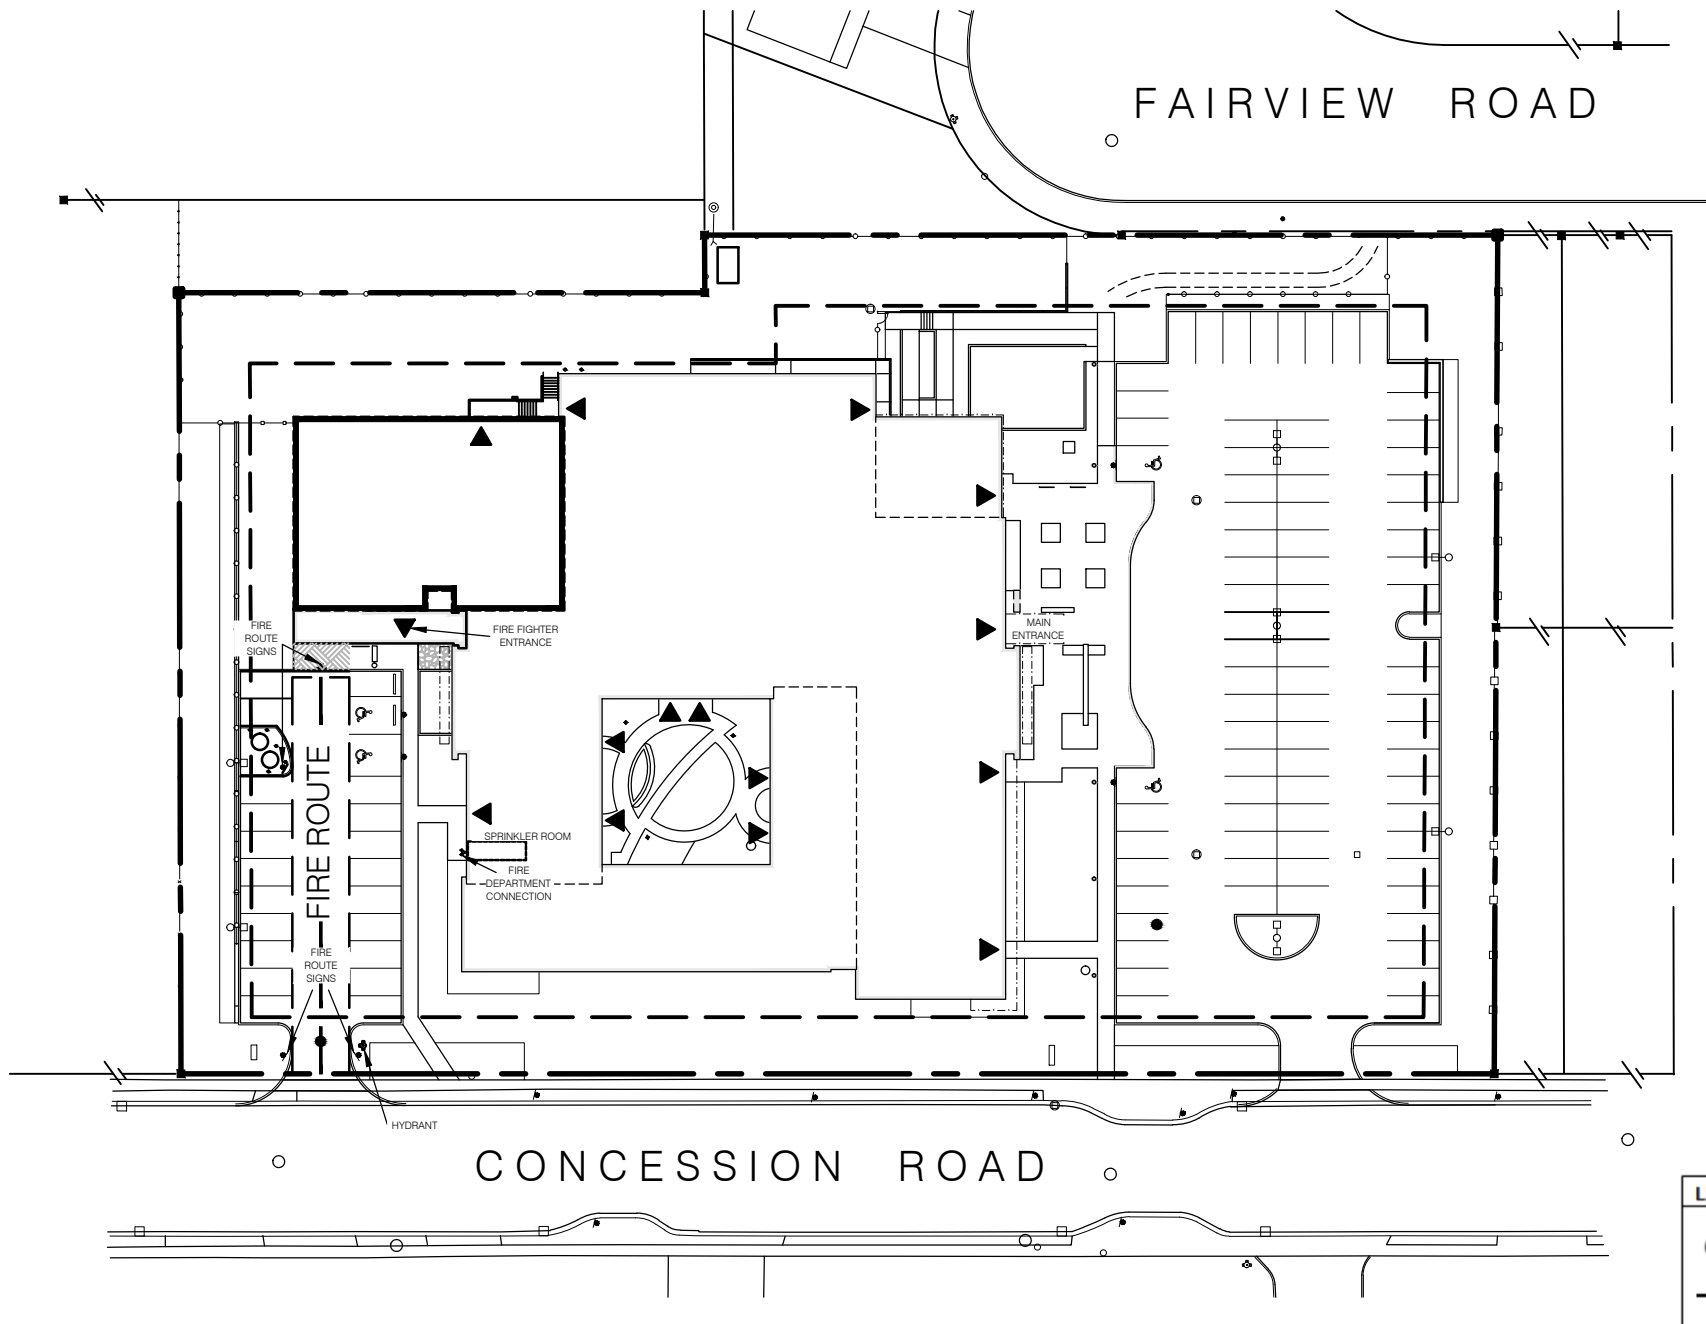 FAIRVIEW ROAD
FIRE
ROUTE
SIGNS
FIRE FIGHTER
ENTRANCE
MAIN
ENTRANCE
FIRE ROUTE
SPRINKLER ROOM
FIRE
DEPARTMENT
CONNECTION
FIRE
ROUTE
SIGNS
HYDRANT
CONCESSION ROAD